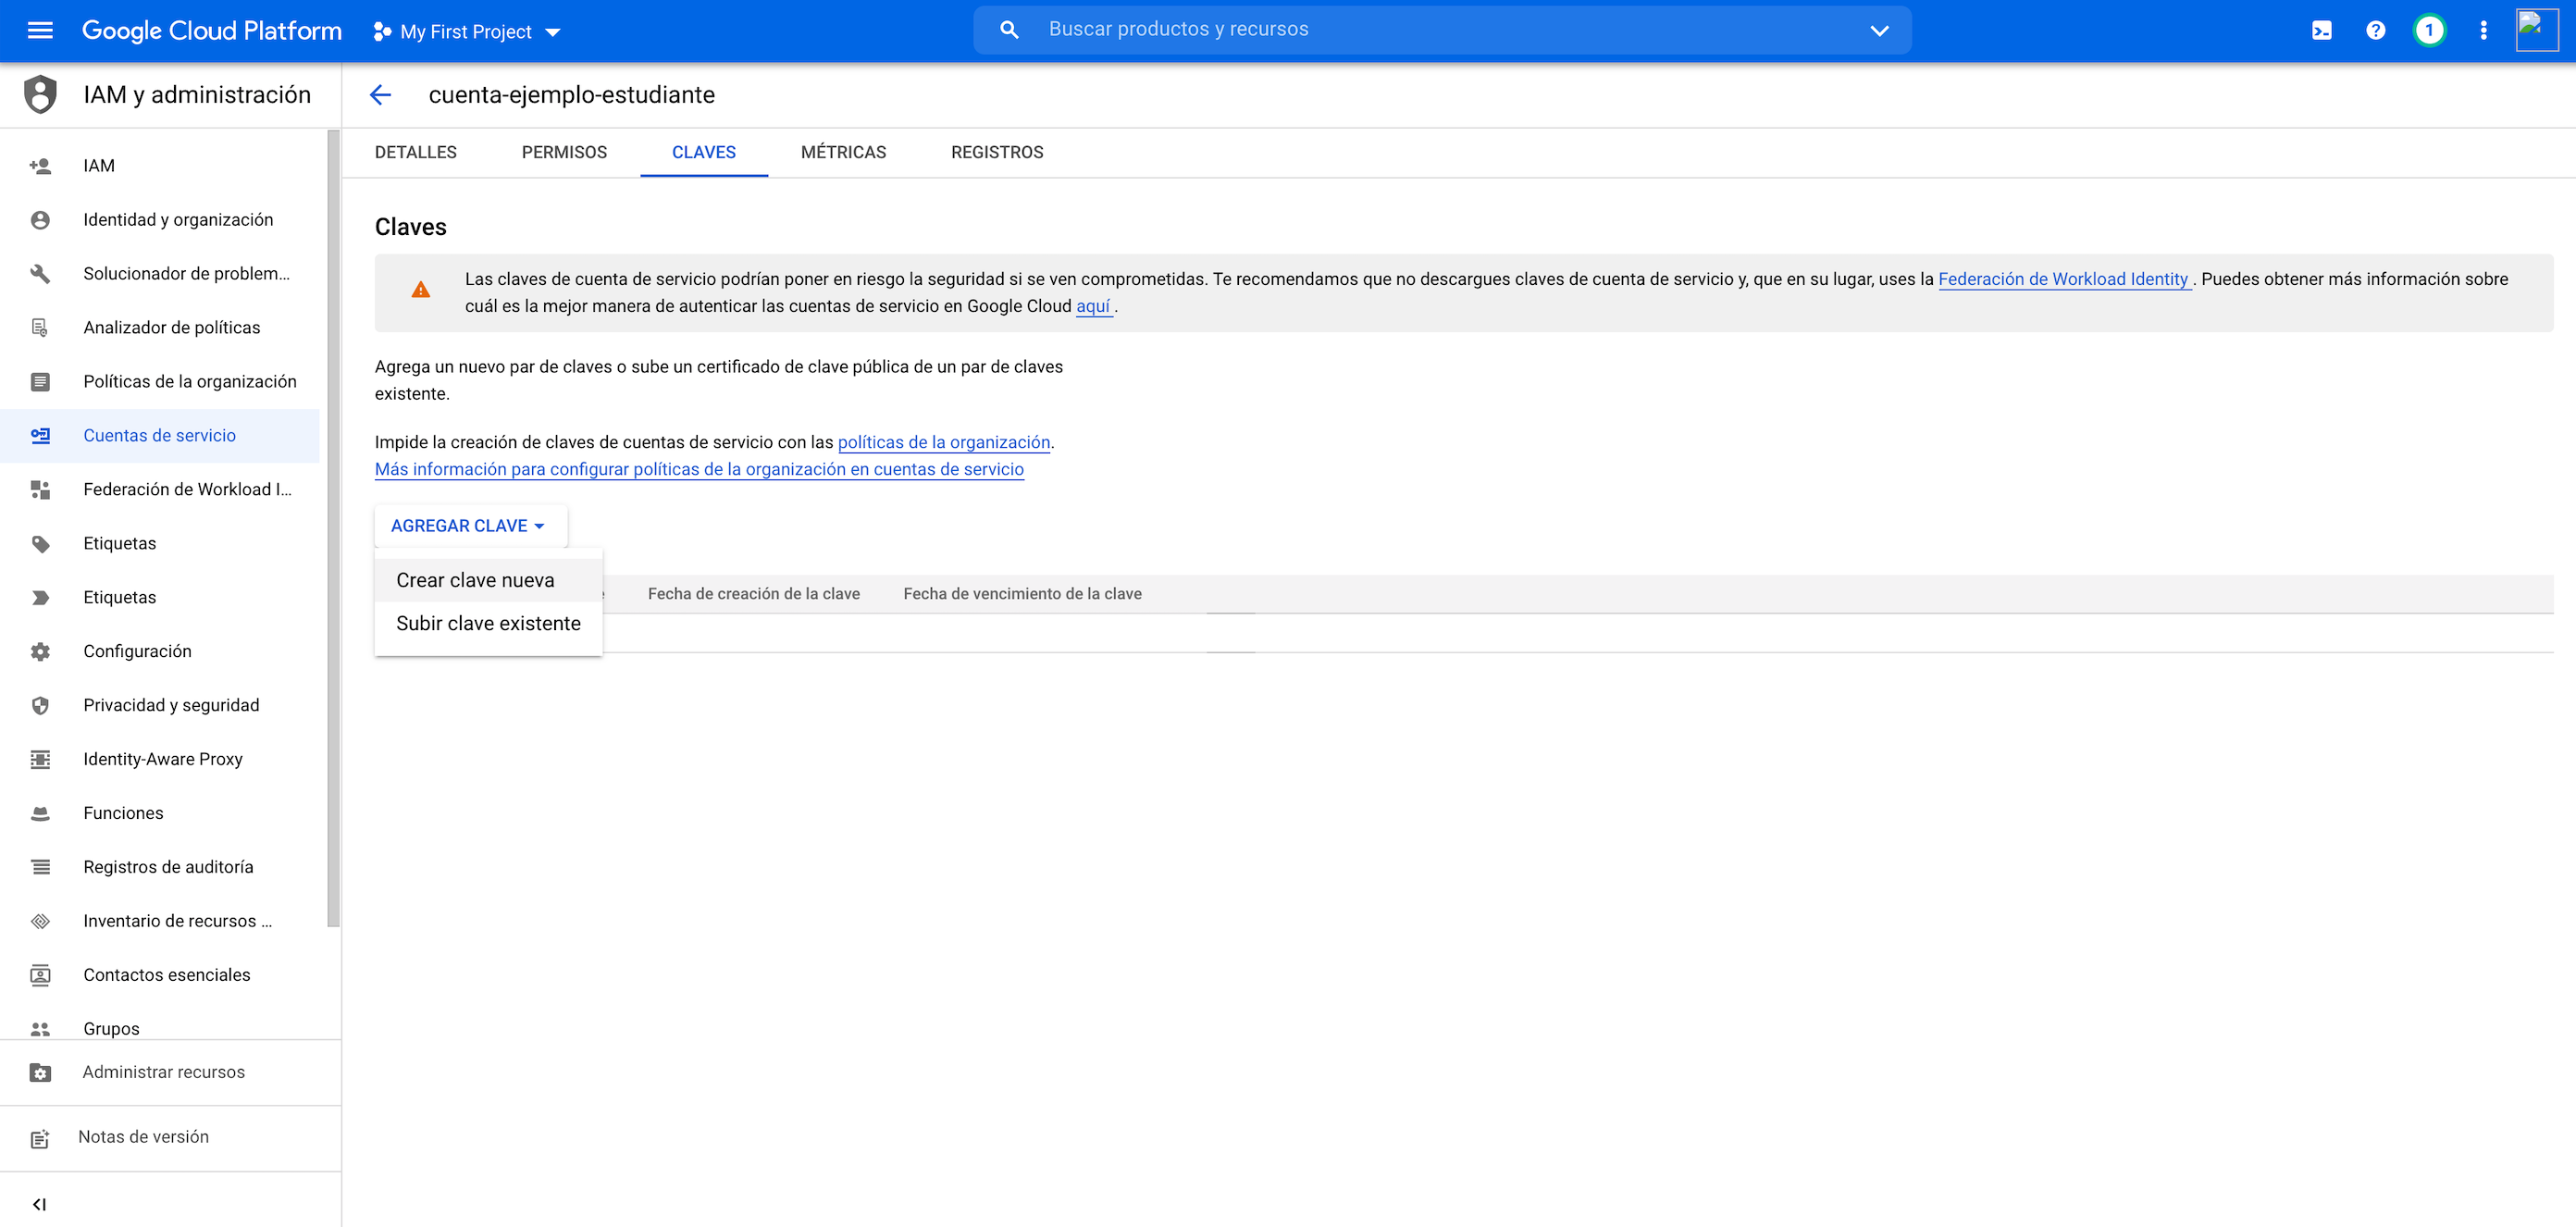 Google Cloud Platform
My First Project
Buscar productos y recursos
1
IAM y administración
cuenta-ejemplo-estudiante
IAM
Identidad y organización
Solucionador de problem...
Analizador de políticas
Políticas de la organización
Cuentas de servicio
Federación de Workload I...
Etiquetas
Etiquetas
Configuración
Privacidad y seguridad
Identity-Aware Proxy
Funciones
Registros de auditoría
Inventario de recursos ...
Contactos esenciales
Grupos
Administrar recursos
Notas de versión
DETALLES
PERMISOS
CLAVES
MÉTRICAS
REGISTROS
Claves
Las claves de cuenta de servicio podrían poner en riesgo la seguridad si se ven comprometidas. Te recomendamos que no descargues claves de cuenta de servicio y, que en su lugar, uses la Federación de Workload Identity . Puedes obtener más información sobre
cuál es la mejor manera de autenticar las cuentas de servicio en Google Cloud aquí .
Agrega un nuevo par de claves o sube un certificado de clave pública de un par de claves
existente.
Impide la creación de claves de cuentas de servicio con las políticas de la organización.
Más información para configurar políticas de la organización en cuentas de servicio
AGREGAR CLAVE
Crear clave nueva
Subir clave existente
Fecha de creación de la clave
Fecha de vencimiento de la clave